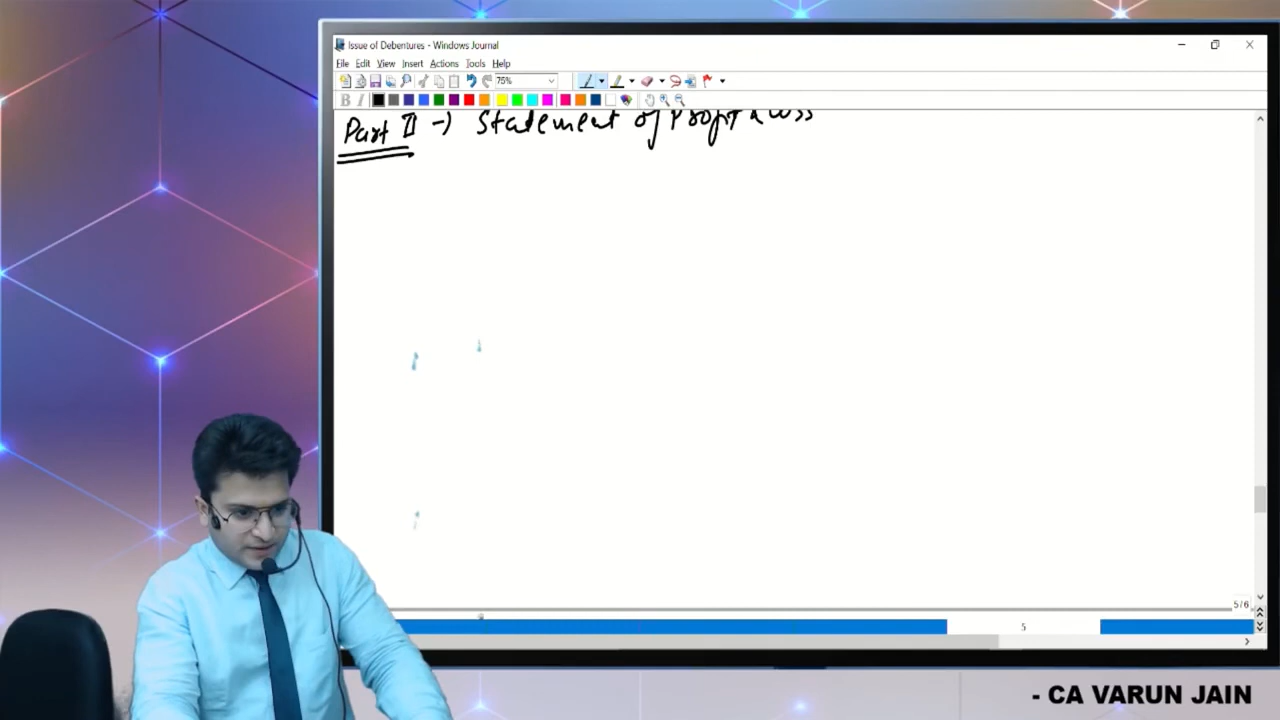 Issue of Debentures - Windows Journal
File Edit View Insert Actions Tools Help
75%
B I
Part II → Statement of Profit & Loss
5/6
5
- CA VARUN JAIN